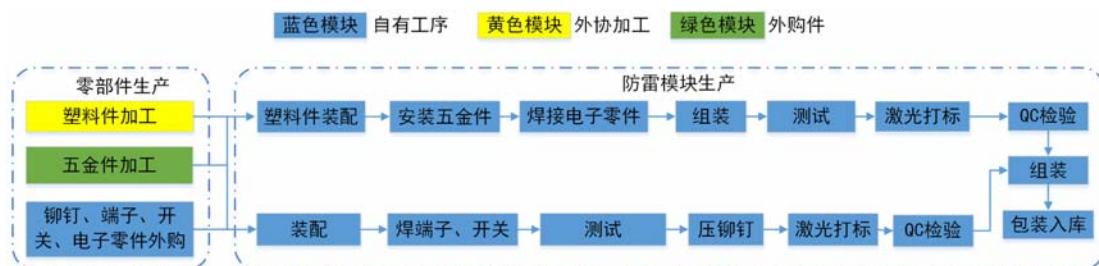 蓝色模块 自有工序 黄色模块 外协加工 绿色模块 外购件
零部件生产
塑料件加工
五金件加工
铆钉、端子、开
关、电子零件外购
防雷模块生产
塑料件装配
安装五金件
焊接电子零件
组装
测试
激光打标
QC检验
装配
焊端子、开关
测试
压铆钉
激光打标
QC检验
组装
包装入库